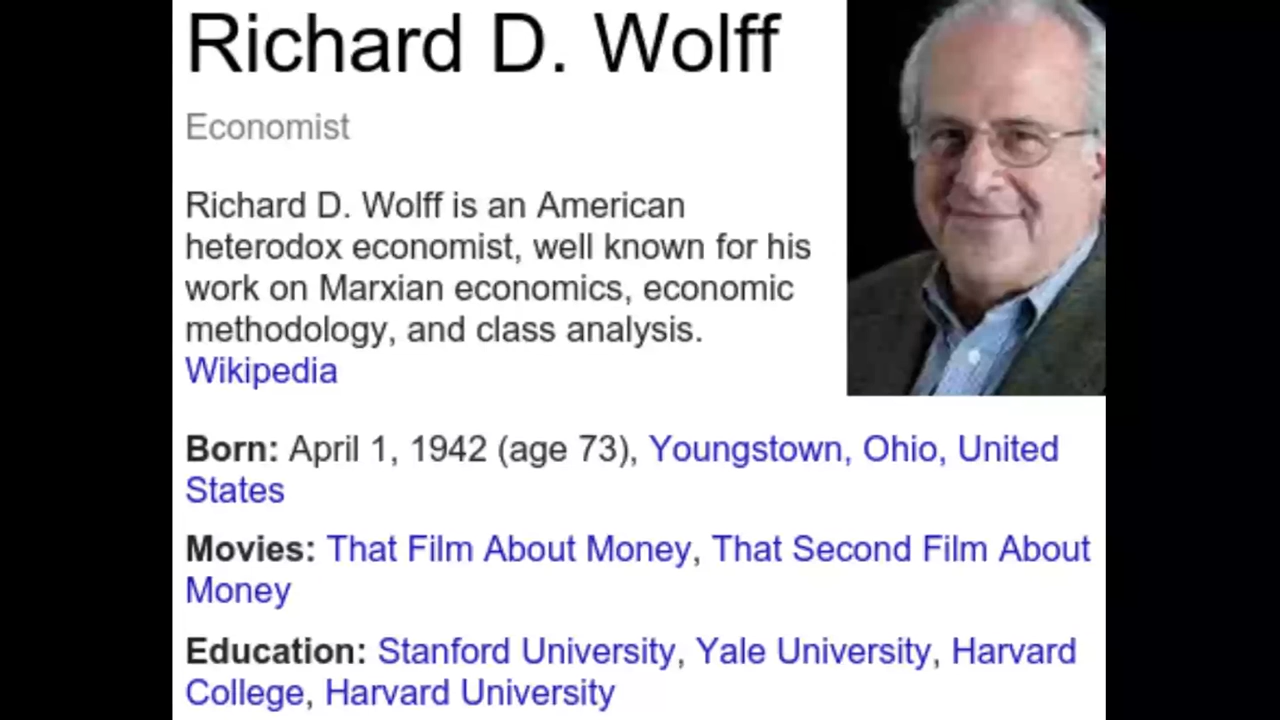 Richard D. Wolff
Economist
Richard D. Wolff is an American
heterodox economist, well known for his
work on Marxian economics, economic
methodology, and class analysis.
Wikipedia
Born: April 1, 1942 (age 73), Youngstown, Ohio, United
States
Movies: That Film About Money, That Second Film About
Money
Education: Stanford University, Yale University, Harvard
College, Harvard University